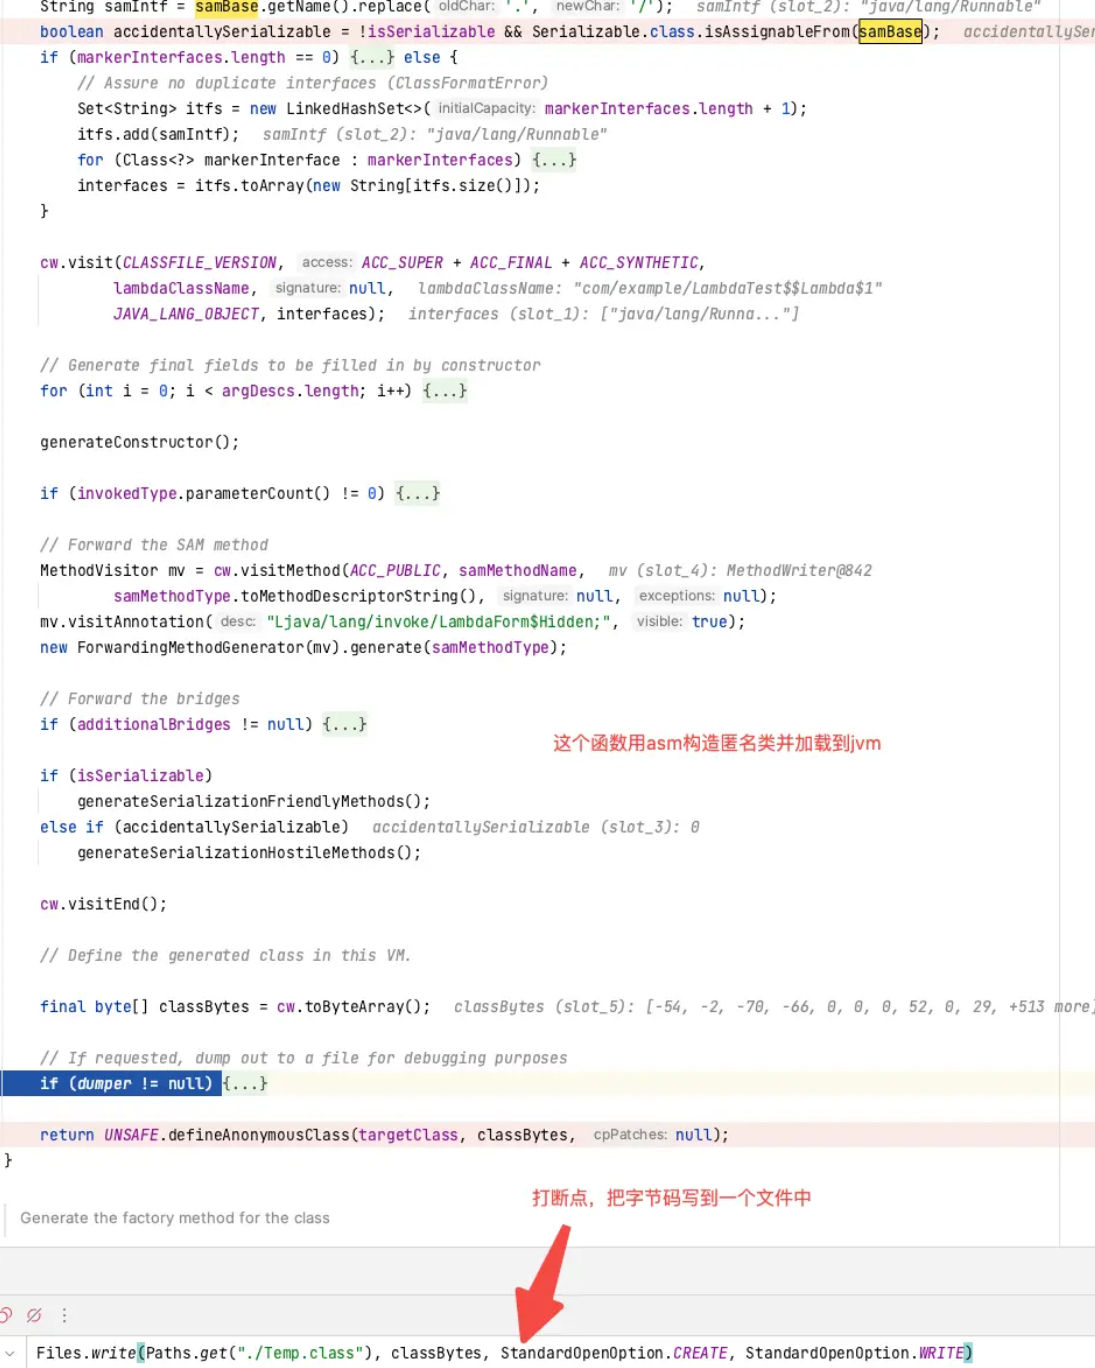 String samIntf = samBase.getName().replace( oldChar: '.', newChar: '/');  samIntf (slot_2): "java/lang/Runnable"
boolean accidentallySerializable = !isSerializable && Serializable.class.isAssignableFrom(samBase);  accidentallySer
if (markerInterfaces.length == 0) {...} else {
// Assure no duplicate interfaces (ClassFormatError)
Set<String> itfs = new LinkedHashSet<>( initialCapacity: markerInterfaces.length + 1);
itfs.add(samIntf);  samIntf (slot_2): "java/lang/Runnable"
for (Class<?> markerInterface : markerInterfaces) {...}
interfaces = itfs.toArray(new String[itfs.size()]);
}
cw.visit(CLASSFILE_VERSION, access: ACC_SUPER + ACC_FINAL + ACC_SYNTHETIC,
lambdaClassName, signature: null,  lambdaClassName: "com/example/LambdaTest$$Lambda$1"
JAVA_LANG_OBJECT, interfaces);  interfaces (slot_1): ["java/lang/Runna..."]
// Generate final fields to be filled in by constructor
for (int i = 0; i < argDescs.length; i++) {...}
generateConstructor();
if (invokedType.parameterCount() != 0) {...}
// Forward the SAM method
MethodVisitor mv = cw.visitMethod(ACC_PUBLIC, samMethodName,  mv (slot_4): MethodWriter@842
samMethodType.toMethodDescriptorString(), signature: null, exceptions: null);
mv.visitAnnotation( desc: "Ljava/lang/invoke/LambdaForm$Hidden;", visible: true);
new ForwardingMethodGenerator(mv).generate(samMethodType);
// Forward the bridges
if (additionalBridges != null) {...}
这个函数用asm构造匿名类并加载到jvm
if (isSerializable)
generateSerializationFriendlyMethods();
else if (accidentallySerializable)  accidentallySerializable (slot_3): 0
generateSerializationHostileMethods();
cw.visitEnd();
// Define the generated class in this VM.
final byte[] classBytes = cw.toByteArray();  classBytes (slot_5): [-54, -2, -70, -66, 0, 0, 0, 52, 0, 29, +513 more]
// If requested, dump out to a file for debugging purposes
if (dumper != null) {...}
return UNSAFE.defineAnonymousClass(targetClass, classBytes, cpPatches: null);
}
打断点，把字节码写到一个文件中
Generate the factory method for the class
Files.write(Paths.get("./Temp.class"), classBytes, StandardOpenOption.CREATE, StandardOpenOption.WRITE)